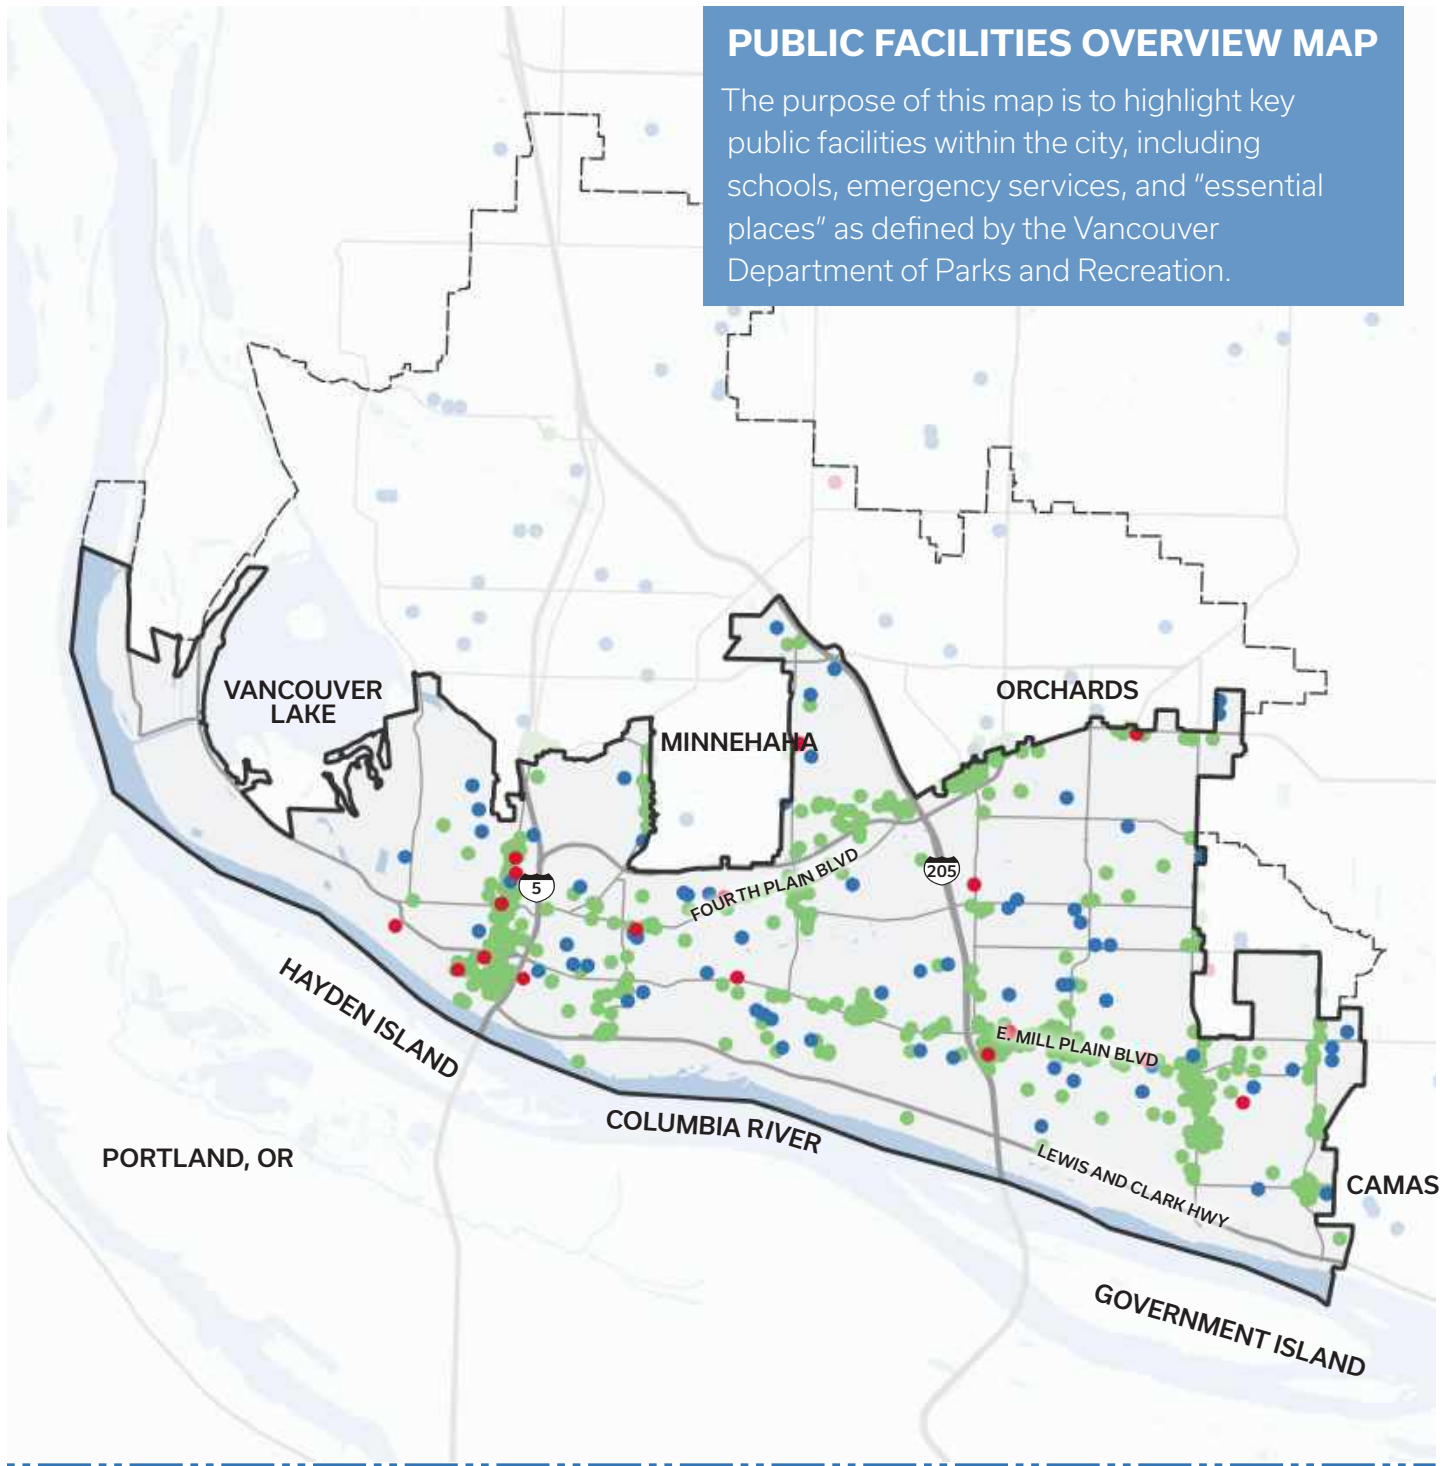 PUBLIC FACILITIES OVERVIEW MAP
The purpose of this map is to highlight key
public facilities within the city, including
schools, emergency services, and “essential
places” as defined by the Vancouver
Department of Parks and Recreation.
VANCOUVER
LAKE
ORCHARDS
MINNEHAHA
FOURTH PLAIN BLVD
205
5
HAYDEN ISLAND
E. MILL PLAIN BLVD
COLUMBIA RIVER
PORTLAND, OR
LEWIS AND CLARK HWY
CAMAS
GOVERNMENT ISLAND